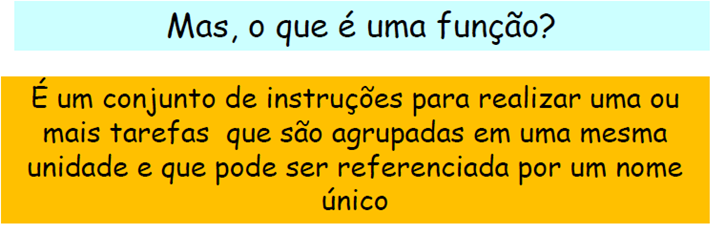 Mas, o que é uma função?
É um conjunto de instruções para realizar uma ou
mais tarefas que são agrupadas em uma mesma
unidade e que pode ser referenciada por um nome
único